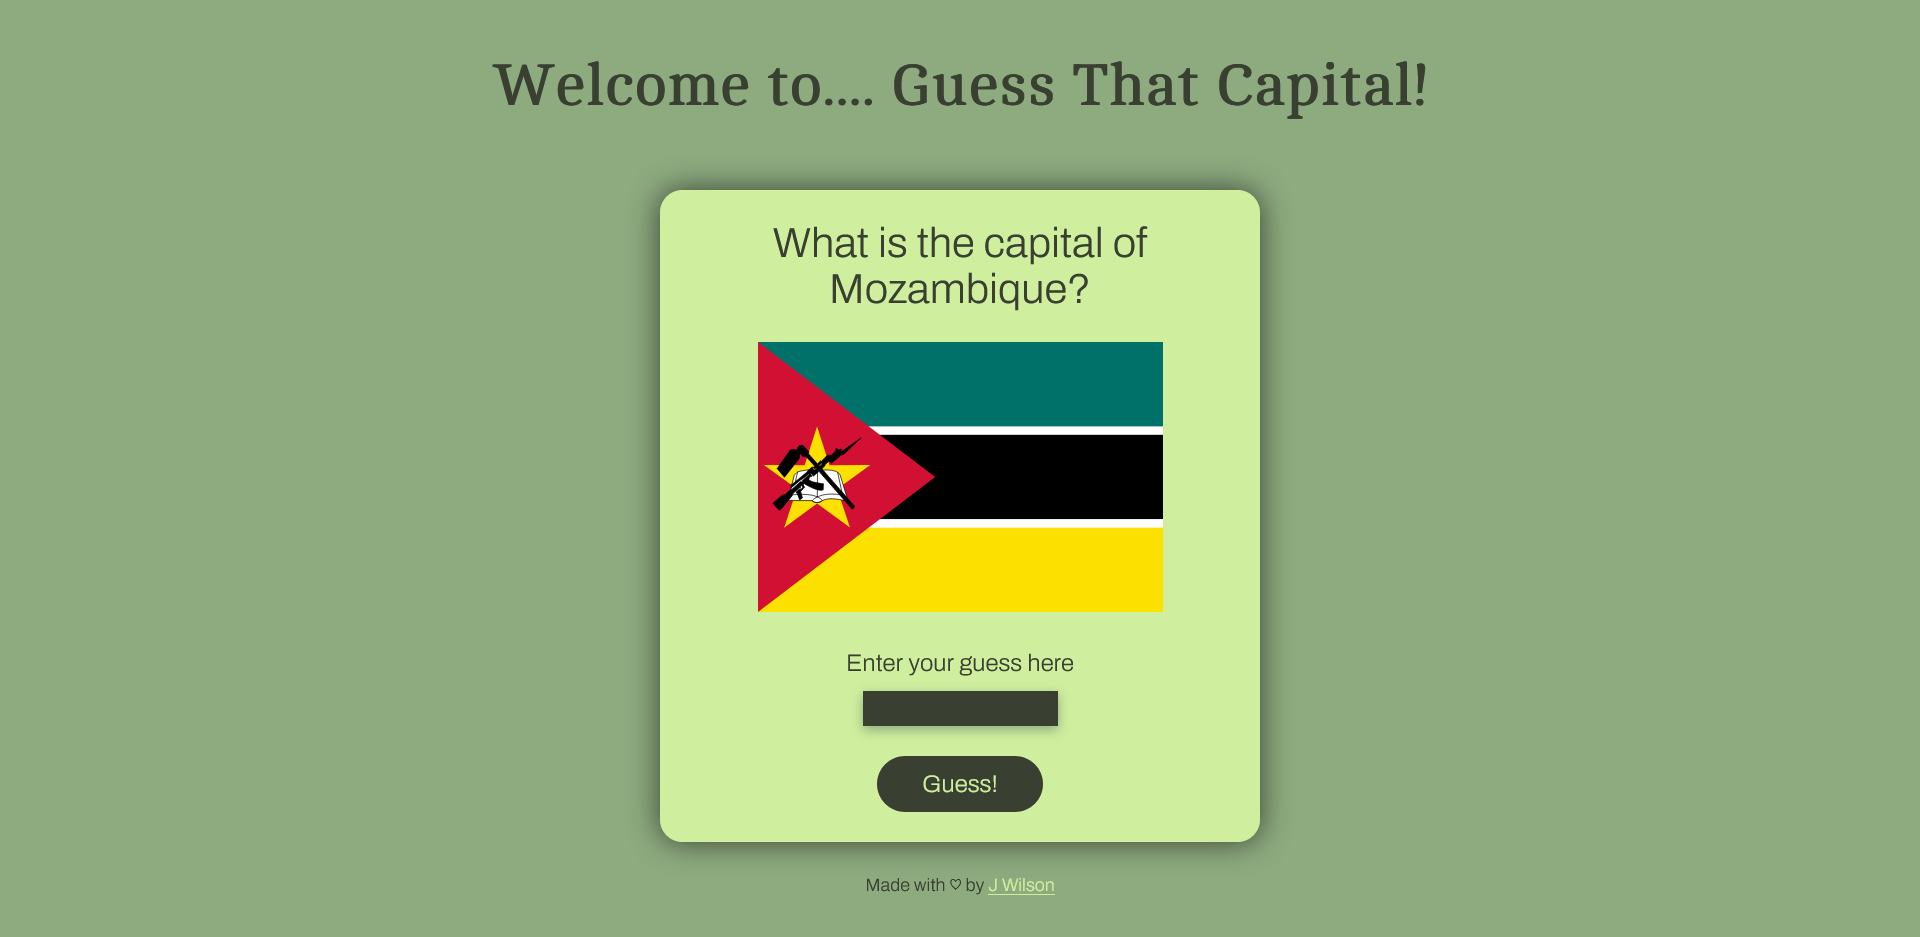 Welcome to.... Guess That Capital!
What is the capital of
Mozambique?
Enter your guess here
Guess!
Made with ♡ by J Wilson